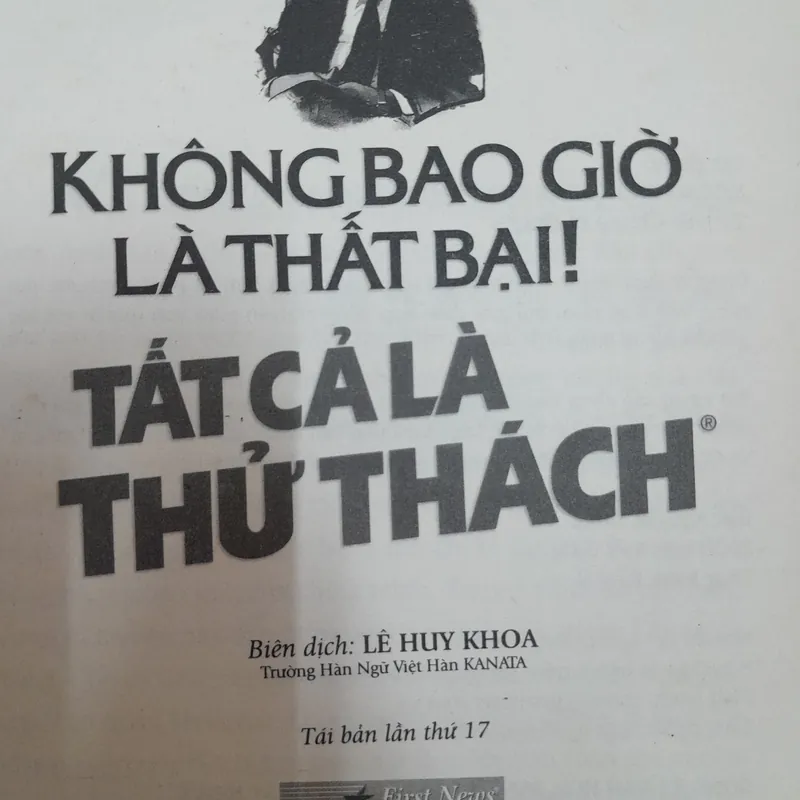 KHÔNG BAO GIỜ
LÀ THẤT BẠI!
TẤT CẢ LÀ
THỬ THÁCH®
Biên dịch: LÊ HUY KHOA
Trường Hàn Ngữ Việt Hàn KANATA
Tái bản lần thứ 17
First News